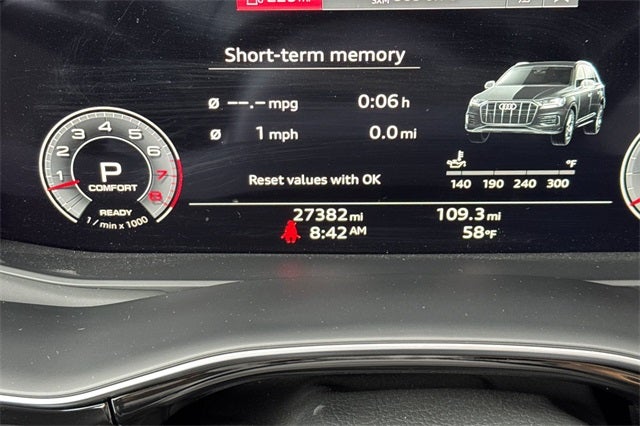 Short-term memory
ø --.- mpg 0:06 h
ø 1 mph 0.0 mi
Reset values with OK
°F
140 190 240 300
1 2 3 4 5 6 7 8
P
COMFORT
READY
1/min x 1000
27382 mi 109.3 mi
8:42 AM 58°F